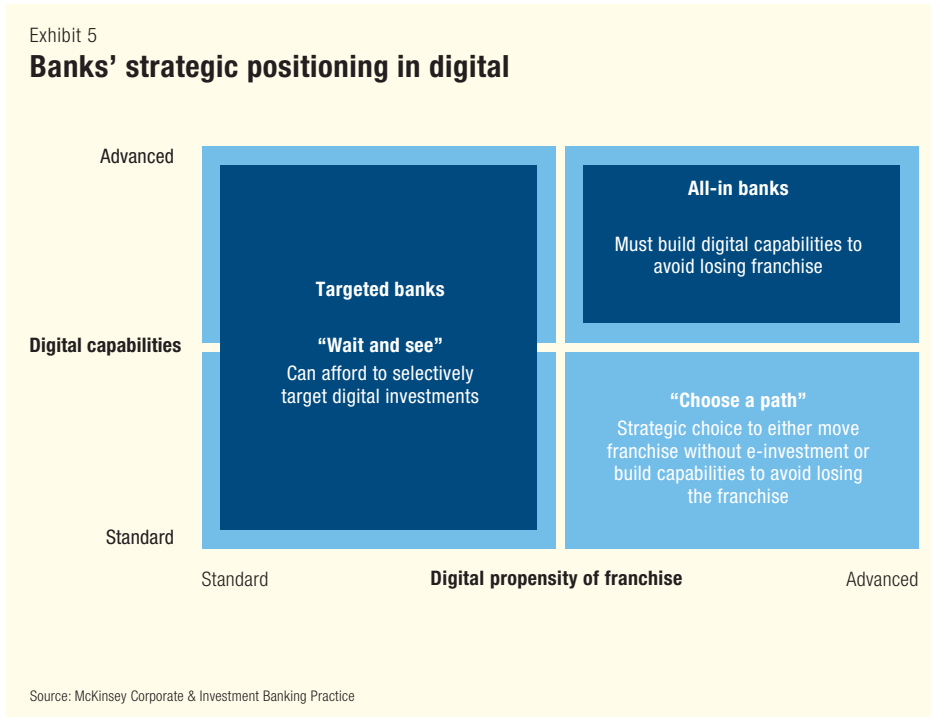 Exhibit 5
Banks’ strategic positioning in digital
Advanced
Digital capabilities
Standard
Targeted banks
“Wait and see”
Can afford to selectively
target digital investments
All-in banks
Must build digital capabilities to
avoid losing franchise
“Choose a path”
Strategic choice to either move
franchise without e-investment or
build capabilities to avoid losing
the franchise
Standard
Digital propensity of franchise
Advanced
Source: McKinsey Corporate & Investment Banking Practice